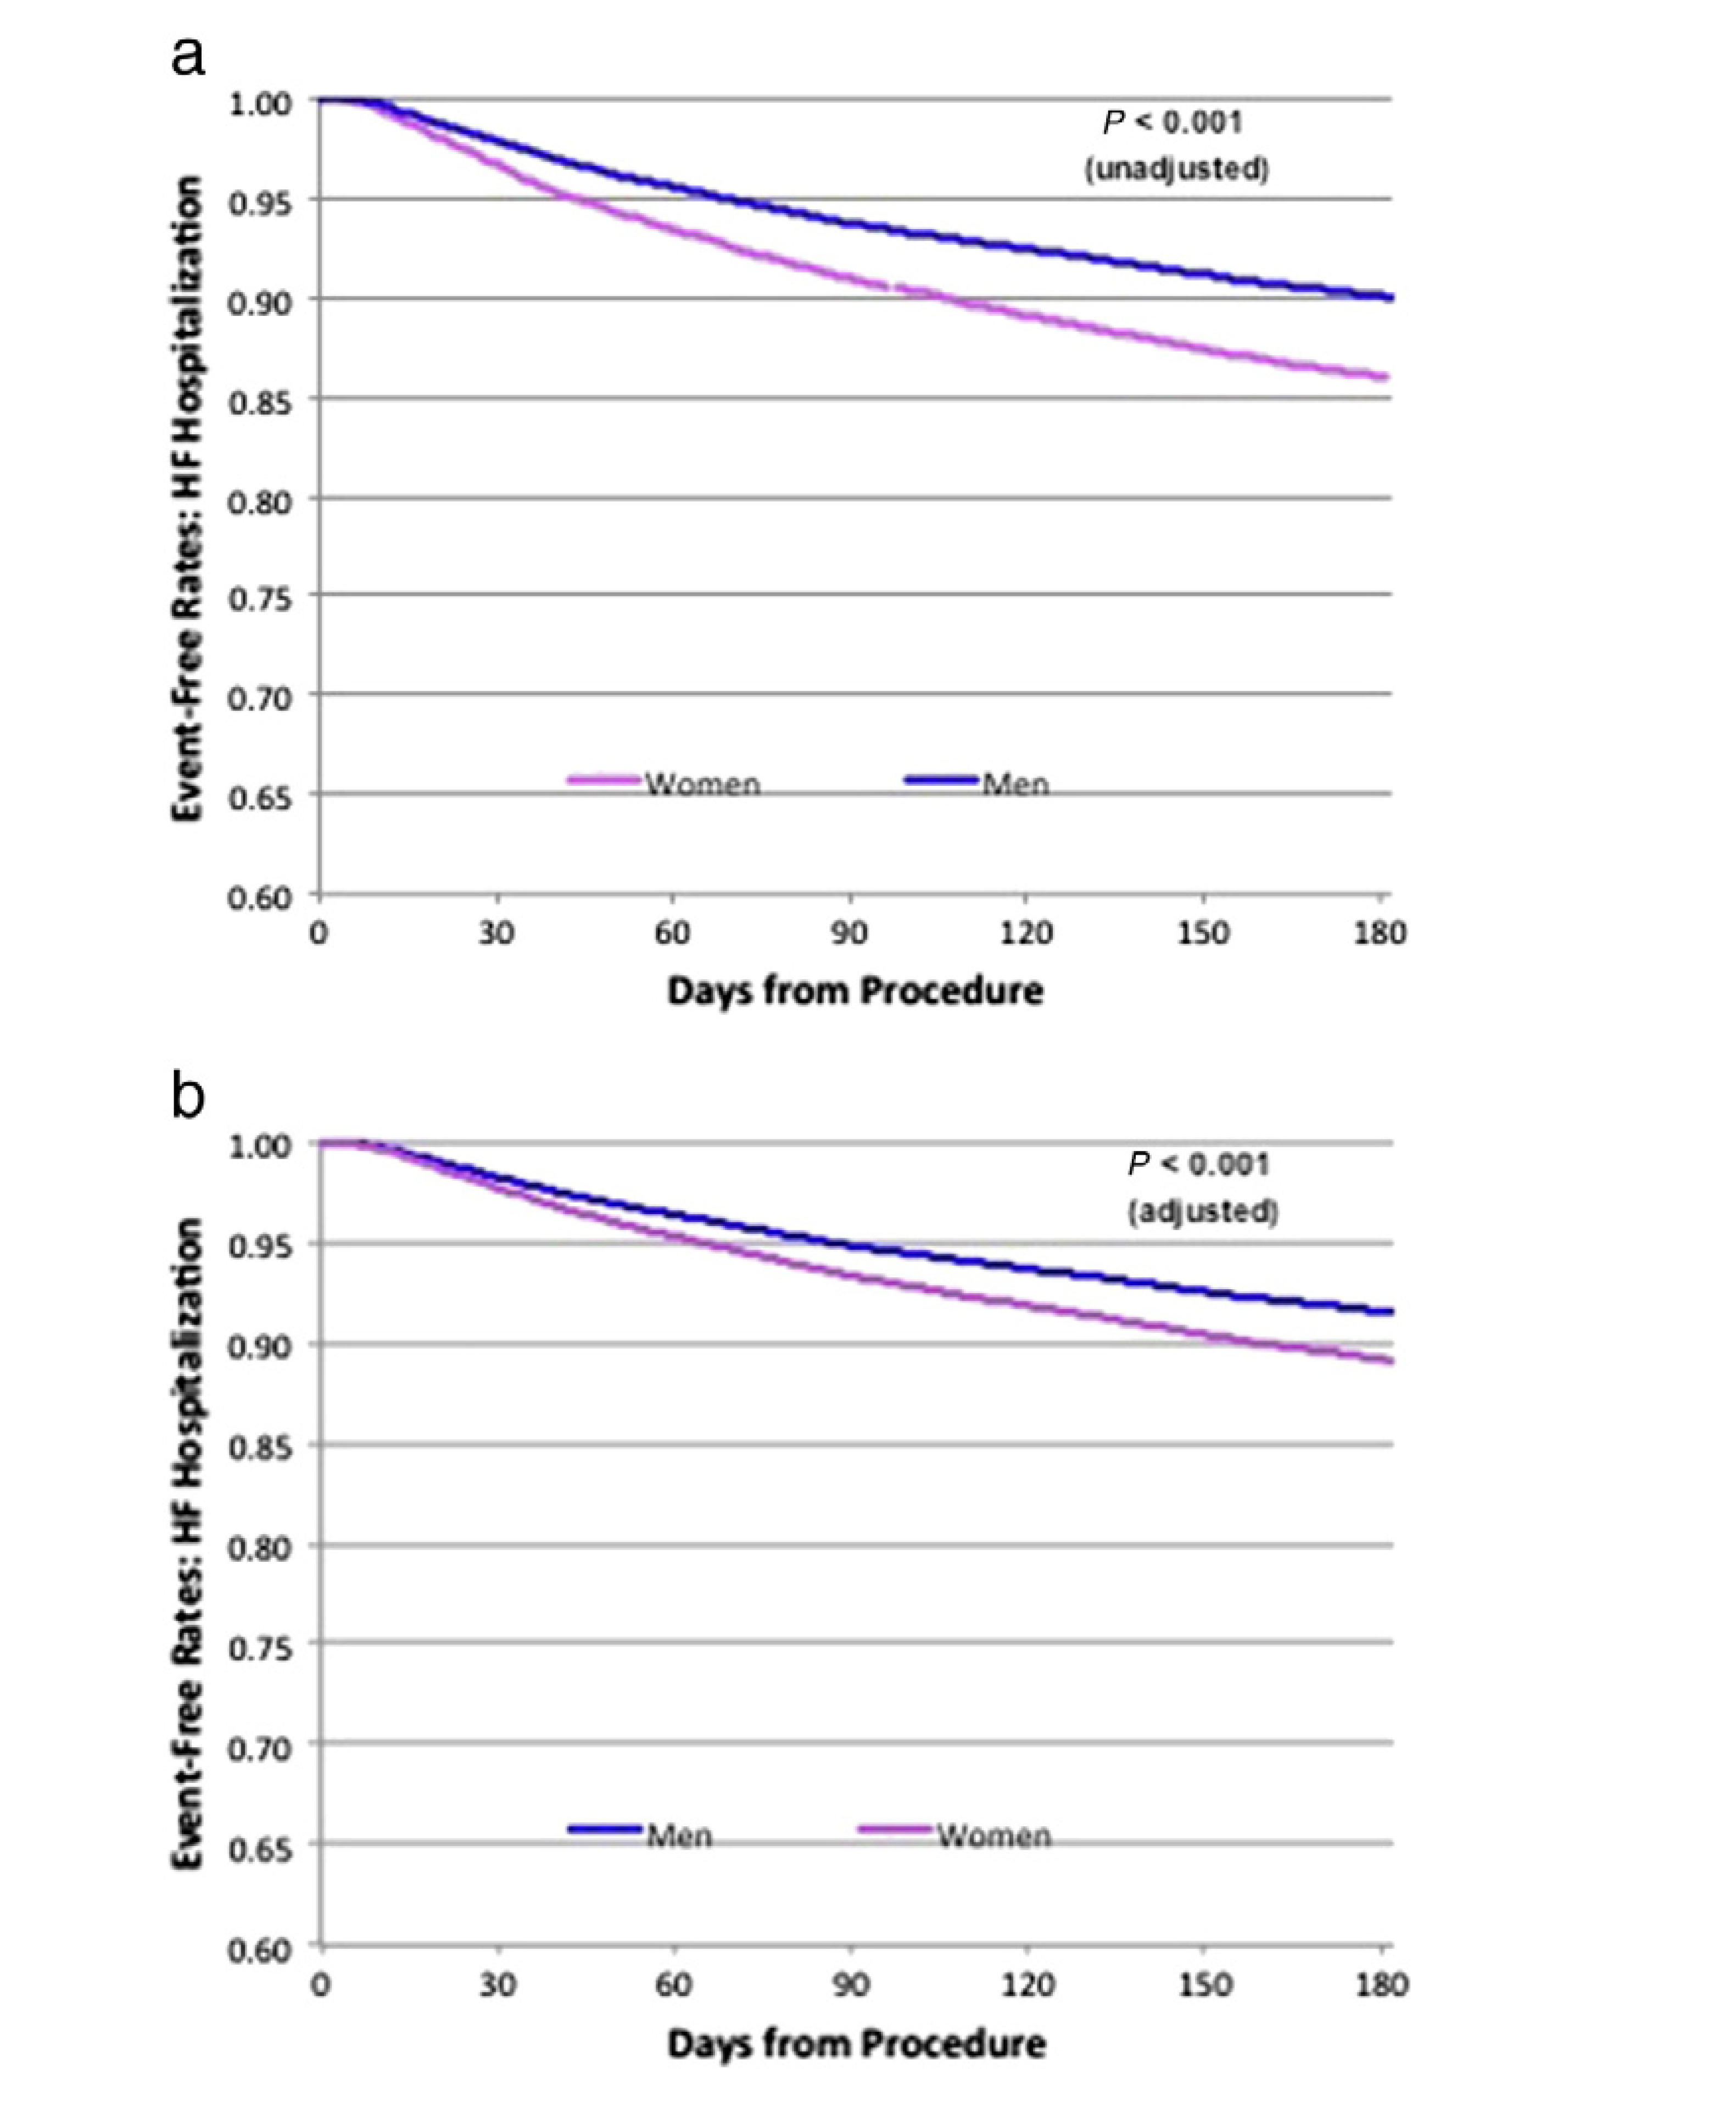 a
Event-Free Rates: HF Hospitalization
1.00
0.95
0.90
0.85
0.80
0.75
0.70
0.65
0.60
P < 0.001
(unadjusted)
Women Men
0 30 60 90 120 150 180
Days from Procedure
b
Event-Free Rates: HF Hospitalization
1.00
0.95
0.90
0.85
0.80
0.75
0.70
0.65
0.60
P < 0.001
(adjusted)
Men Women
0 30 60 90 120 150 180
Days from Procedure